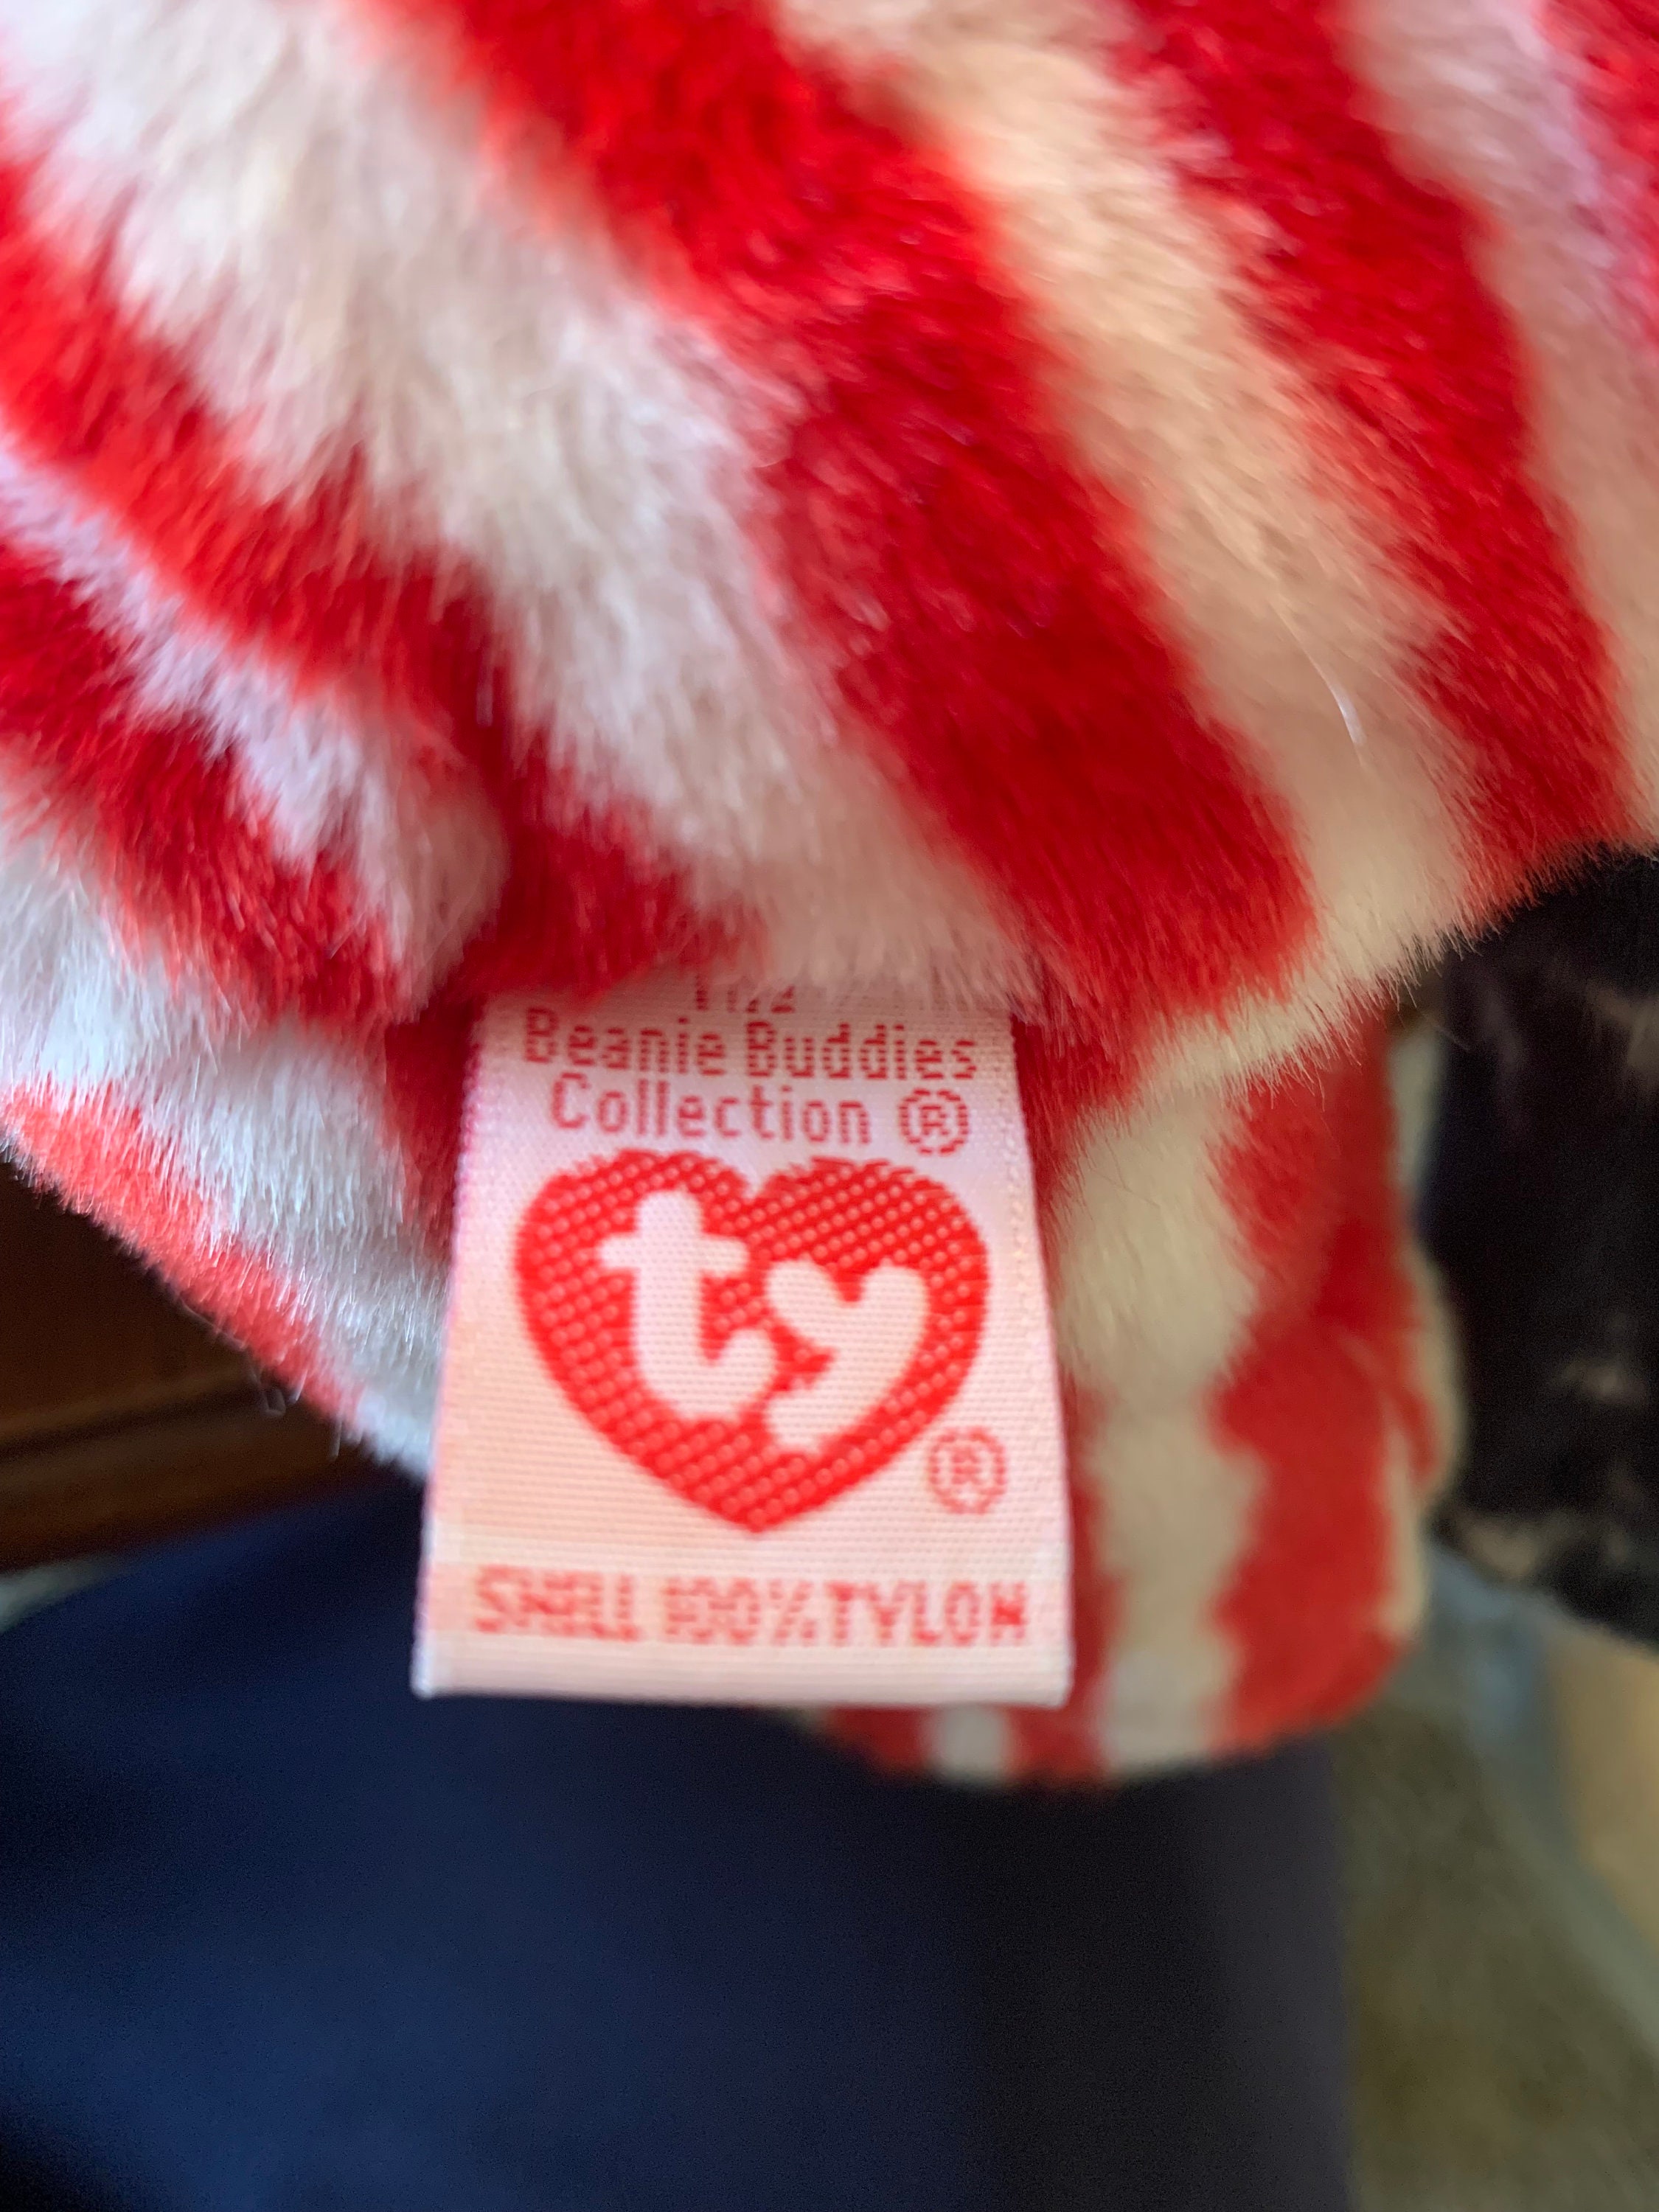 Beanie Buddies
Collection ®
ty
®
SHELL 100% TYLON